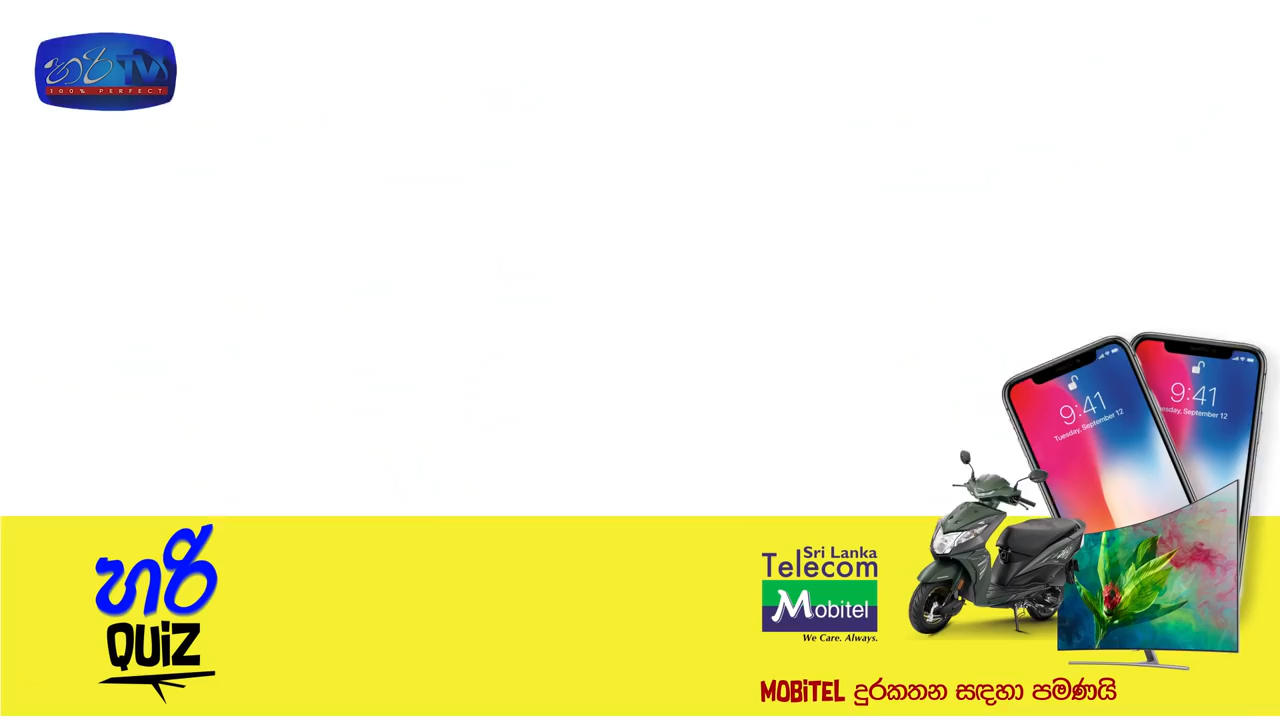 හරි TV
100% PERFECT
9:41
Tuesday, September 12
9:41
Tuesday, September 12
හරි
QUiZ
Sri Lanka
Telecom
Mobitel
We Care. Always.
MOBiTEL දුරකතන සඳහා පමණයි